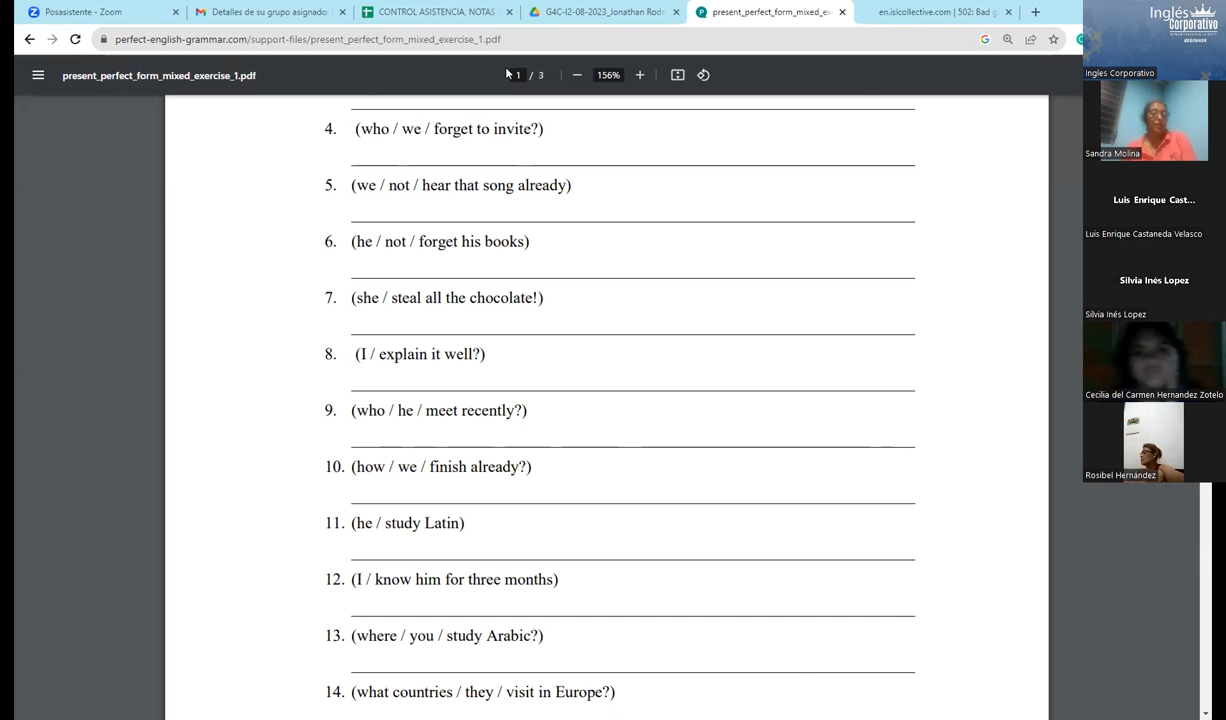 Posasistente - Zoom
Detalles de su grupo asignado
CONTROL ASISTENCIA, NOTAS
G4C-I2-08-2023_Jonathan Rodr
present_perfect_form_mixed_ex
en.islcollective.com | 502: Bad g
perfect-english-grammar.com/support-files/present_perfect_form_mixed_exercise_1.pdf
present_perfect_form_mixed_exercise_1.pdf
1 / 3
156%
4. (who / we / forget to invite?)
5. (we / not / hear that song already)
6. (he / not / forget his books)
7. (she / steal all the chocolate!)
8. (I / explain it well?)
9. (who / he / meet recently?)
10. (how / we / finish already?)
11. (he / study Latin)
12. (I / know him for three months)
13. (where / you / study Arabic?)
14. (what countries / they / visit in Europe?)
Inglés
Corporativo
BEGINNER
Ingles Corporativo
Sandra Molina
Luis Enrique Cast...
Luis Enrique Castaneda Velasco
Silvia Inés Lopez
Silvia Inés Lopez
Cecilia del Carmen Hernandez Zotelo
Rosibel Hernández